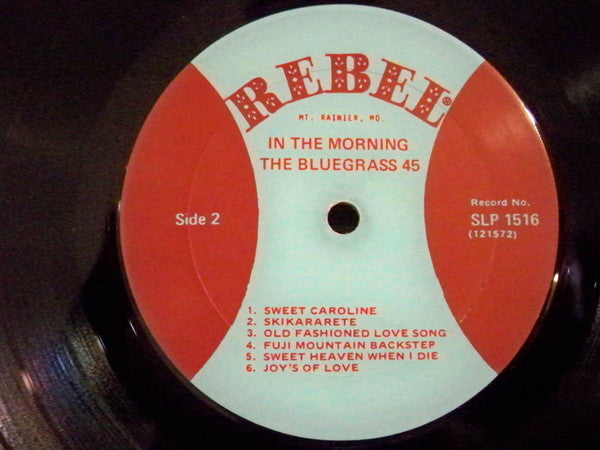 REBEL®
MT. RAINIER, MD.
IN THE MORNING
THE BLUEGRASS 45
Side 2
Record No.
SLP 1516
(121572)
1. SWEET CAROLINE
2. SKIKARARETE
3. OLD FASHIONED LOVE SONG
4. FUJI MOUNTAIN BACKSTEP
5. SWEET HEAVEN WHEN I DIE
6. JOY'S OF LOVE